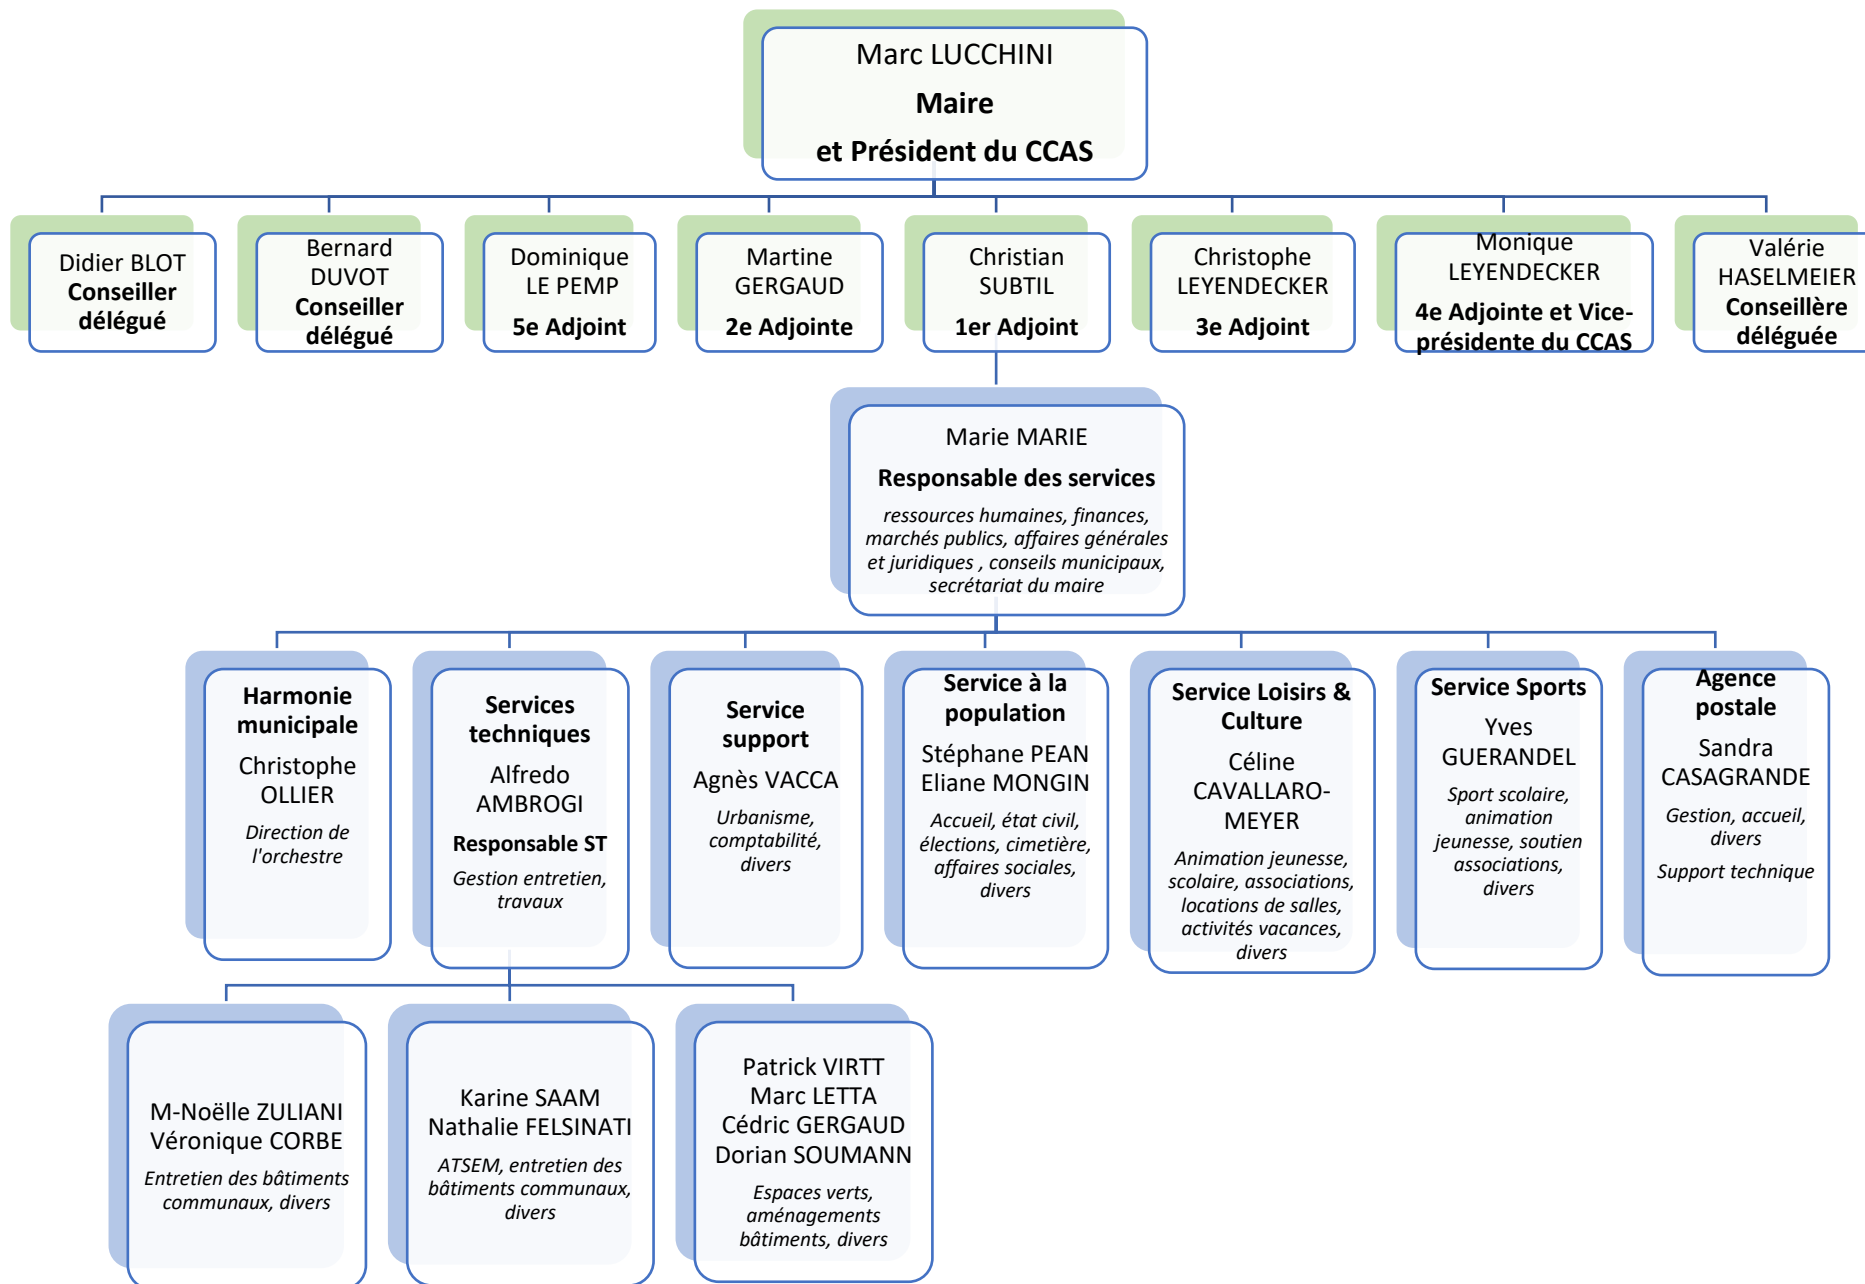 Marc LUCCHINI
Maire
et Président du CCAS
Didier BLOT
Conseiller
délégué
Bernard
DUVOT
Conseiller
délégué
Dominique
LE PEMP
5e Adjoint
Martine
GERGAUD
2e Adjointe
Christian
SUBTIL
1er Adjoint
Christophe
LEYENDECKER
3e Adjoint
Monique
LEYENDECKER
4e Adjointe et Vice-
présidente du CCAS
Valérie
HASELMEIER
Conseillère
déléguée
Marie MARIE
Responsable des services
ressources humaines, finances,
marchés publics, affaires générales
et juridiques , conseils municipaux,
secrétariat du maire
Harmonie
municipale
Christophe
OLLIER
Direction de
l'orchestre
Services
techniques
Alfredo
AMBROGI
Responsable ST
Gestion entretien,
travaux
Service
support
Agnès VACCA
Urbanisme,
comptabilité,
divers
Service à la
population
Stéphane PEAN
Eliane MONGIN
Accueil, état civil,
élections, cimetière,
affaires sociales,
divers
Service Loisirs &
Culture
Céline
CAVALLARO-
MEYER
Animation jeunesse,
scolaire, associations,
locations de salles,
activités vacances,
divers
Service Sports
Yves
GUERANDEL
Sport scolaire,
animation
jeunesse, soutien
associations,
divers
Agence
postale
Sandra
CASAGRANDE
Gestion, accueil,
divers
Support technique
M-Noëlle ZULIANI
Véronique CORBE
Entretien des bâtiments
communaux, divers
Karine SAAM
Nathalie FELSINATI
ATSEM, entretien des
bâtiments communaux,
divers
Patrick VIRTT
Marc LETTA
Cédric GERGAUD
Dorian SOUMANN
Espaces verts,
aménagements
bâtiments, divers